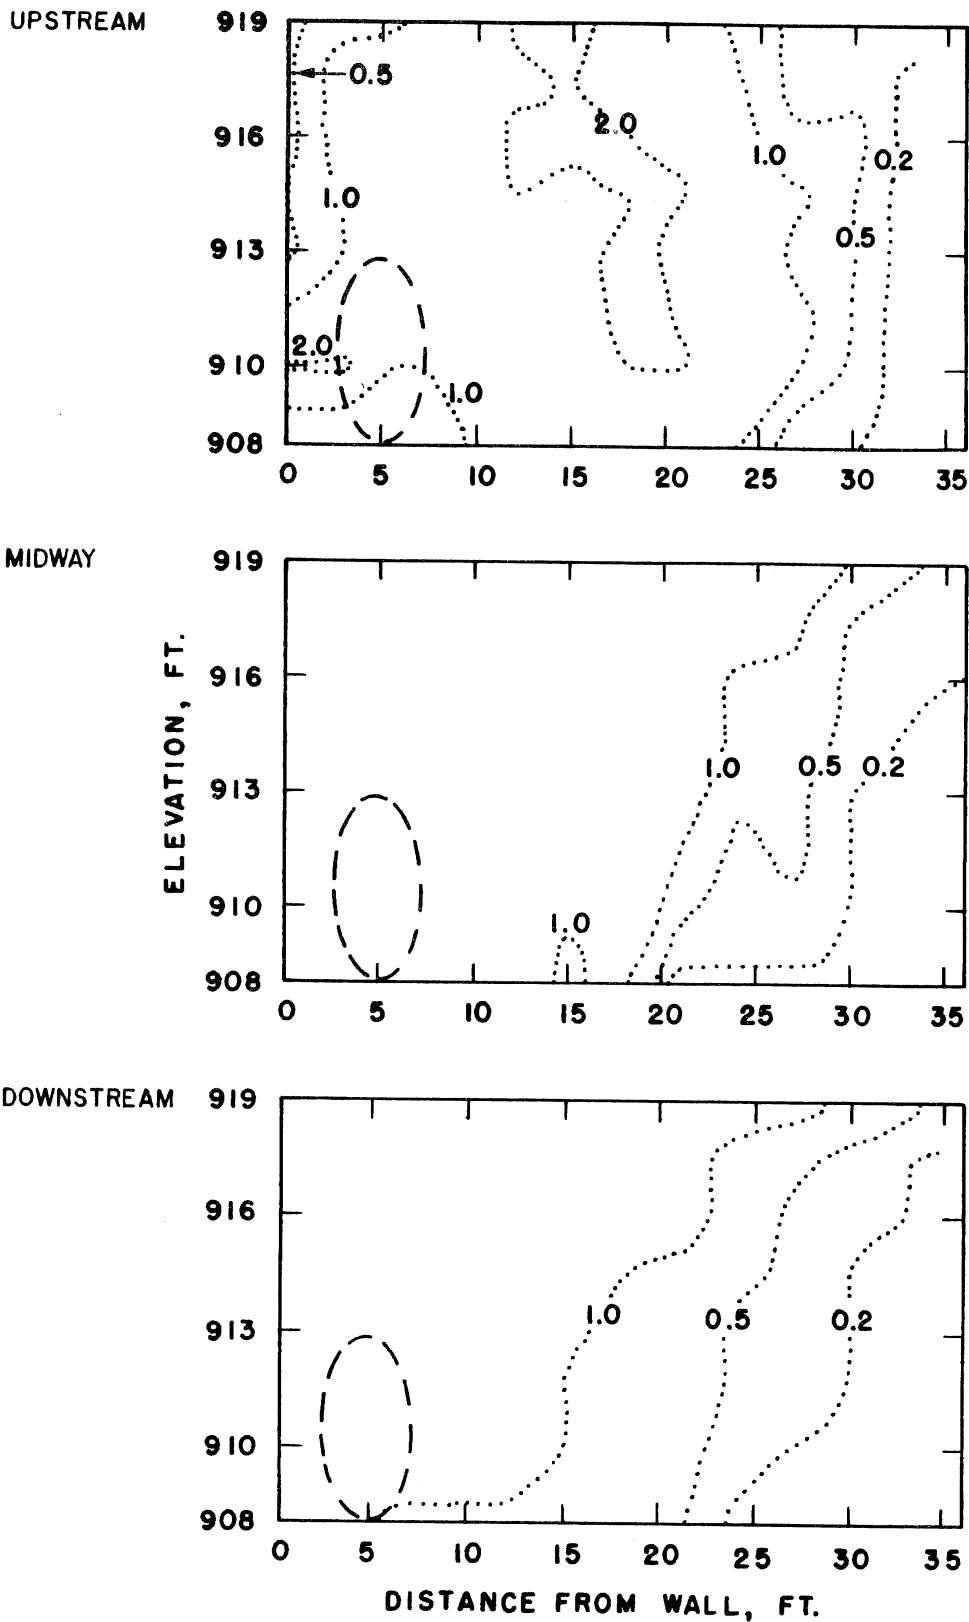 UPSTREAM 919
0.5
916 2.0
1.0 0.2
1.0
913 0.5
2.0
910
1.0
908
0 5 10 15 20 25 30 35
MIDWAY 919
916
1.0 0.5 0.2
913
910 1.0
908
0 5 10 15 20 25 30 35
ELEVATION, FT.
DOWNSTREAM 919
916
913 1.0 0.5 0.2
910
908
0 5 10 15 20 25 30 35
DISTANCE FROM WALL, FT.